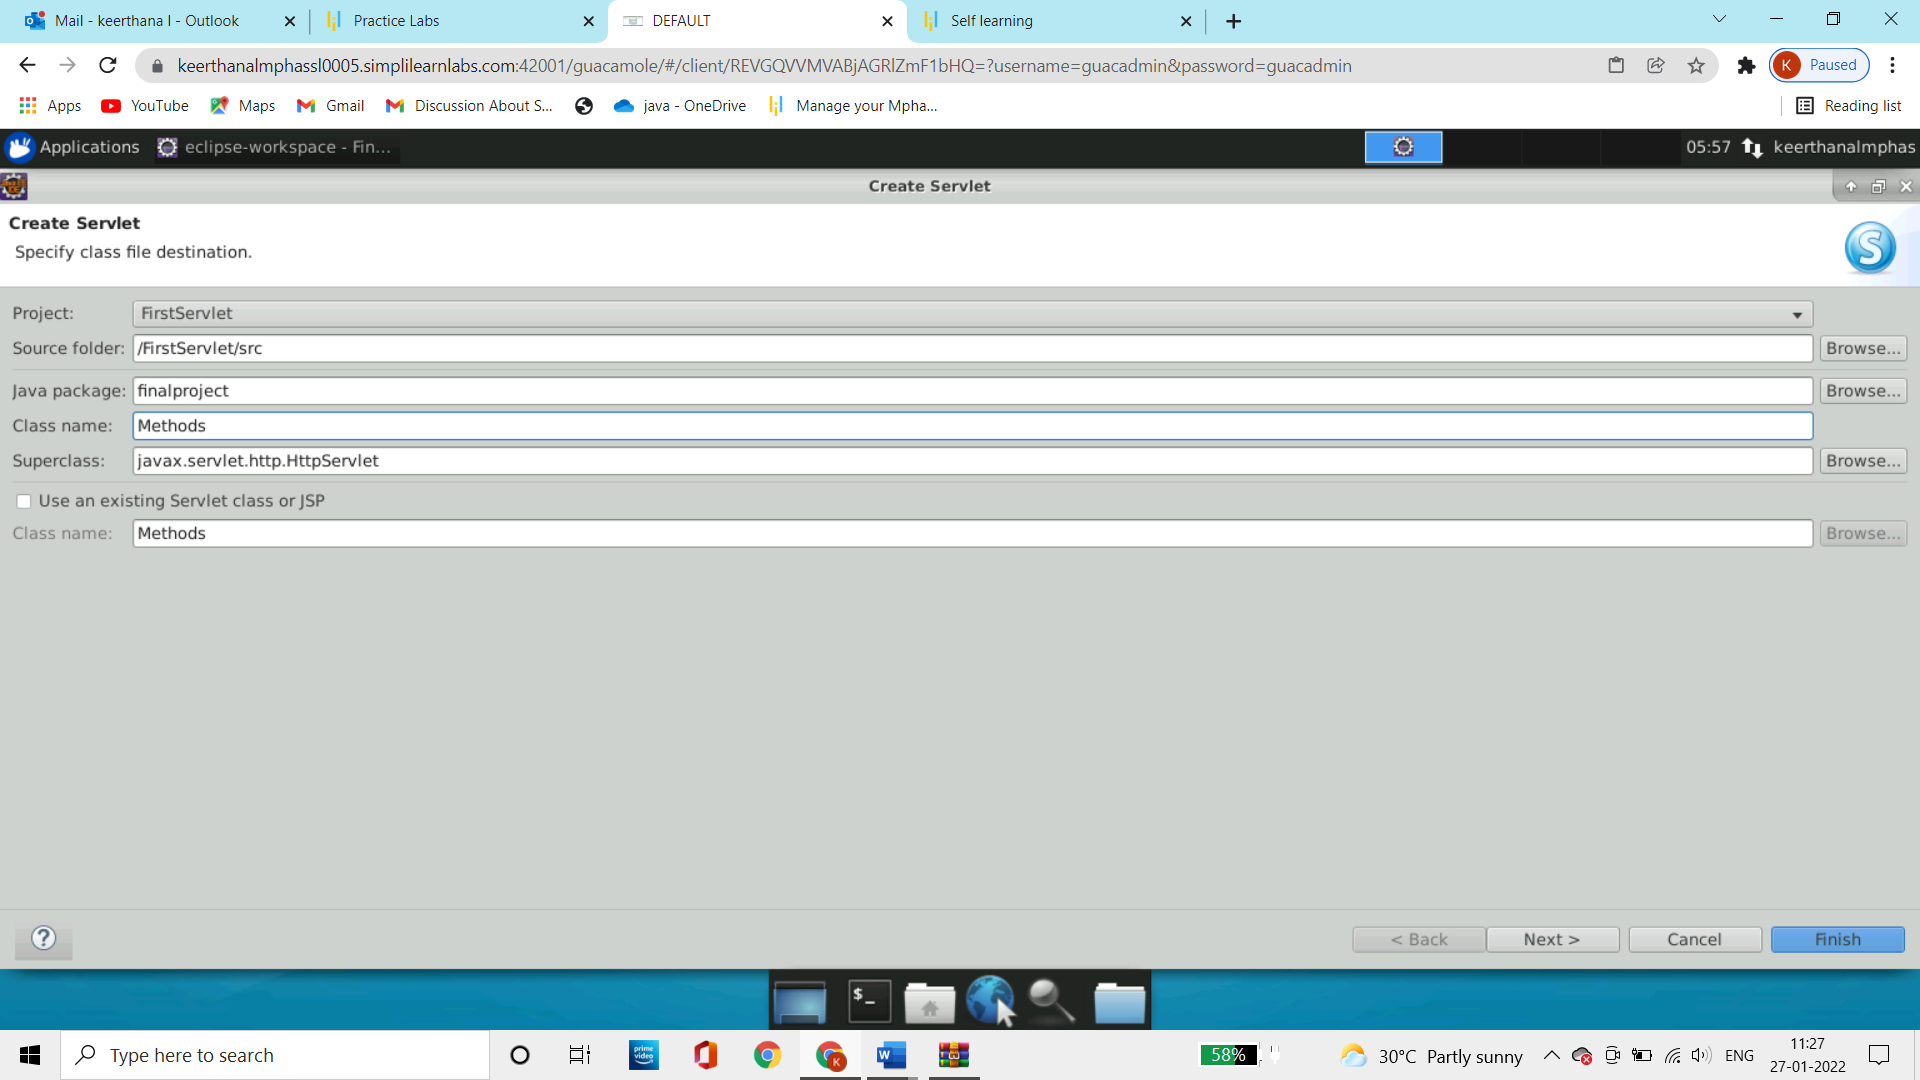 Mail - keerthana l - Outlook
Practice Labs
DEFAULT
Self learning
keerthanalmphassl0005.simplilearnlabs.com:42001/guacamole/#/client/REVGQVVMVABjAGRlZmF1bHQ=?username=guacadmin&password=guacadmin
K Paused
Apps
YouTube
Maps
Gmail
Discussion About S...
java - OneDrive
Manage your Mpha...
Reading list
Applications
eclipse-workspace - Fin...
05:57
keerthanalmphas
Create Servlet
Create Servlet
Specify class file destination.
S
Project: FirstServlet
Source folder: /FirstServlet/src Browse...
Java package: finalproject Browse...
Class name: Methods
Superclass: javax.servlet.http.HttpServlet Browse...
Use an existing Servlet class or JSP
Class name: Methods Browse...
?
< Back
Next >
Cancel
Finish
$_
Type here to search
prime video
K
W
58%
30°C Partly sunny
ENG
11:27
27-01-2022